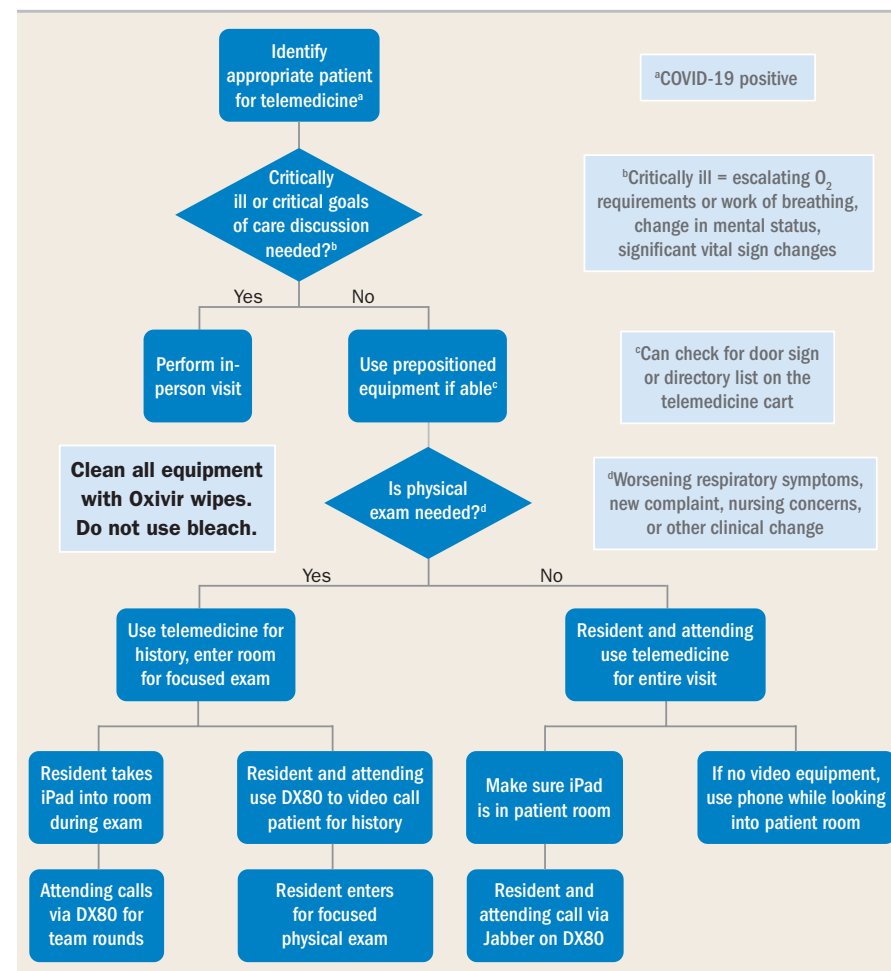 Identify
appropriate patient
for telemedicineᵃ
ᵃCOVID-19 positive
Critically
ill or critical goals
of care discussion
needed?ᵇ
ᵇCritically ill = escalating O₂
requirements or work of breathing,
change in mental status,
significant vital sign changes
Yes
No
Perform in-
person visit
Use prepositioned
equipment if ableᶜ
ᶜCan check for door sign
or directory list on the
telemedicine cart
Clean all equipment
with Oxivir wipes.
Do not use bleach.
Is physical
exam needed?ᵈ
ᵈWorsening respiratory symptoms,
new complaint, nursing concerns,
or other clinical change
Yes
No
Use telemedicine for
history, enter room
for focused exam
Resident and attending
use telemedicine
for entire visit
Resident takes
iPad into room
during exam
Resident and attending
use DX80 to video call
patient for history
Make sure iPad
is in patient room
If no video equipment,
use phone while looking
into patient room
Attending calls
via DX80 for
team rounds
Resident enters
for focused
physical exam
Resident and
attending call via
Jabber on DX80